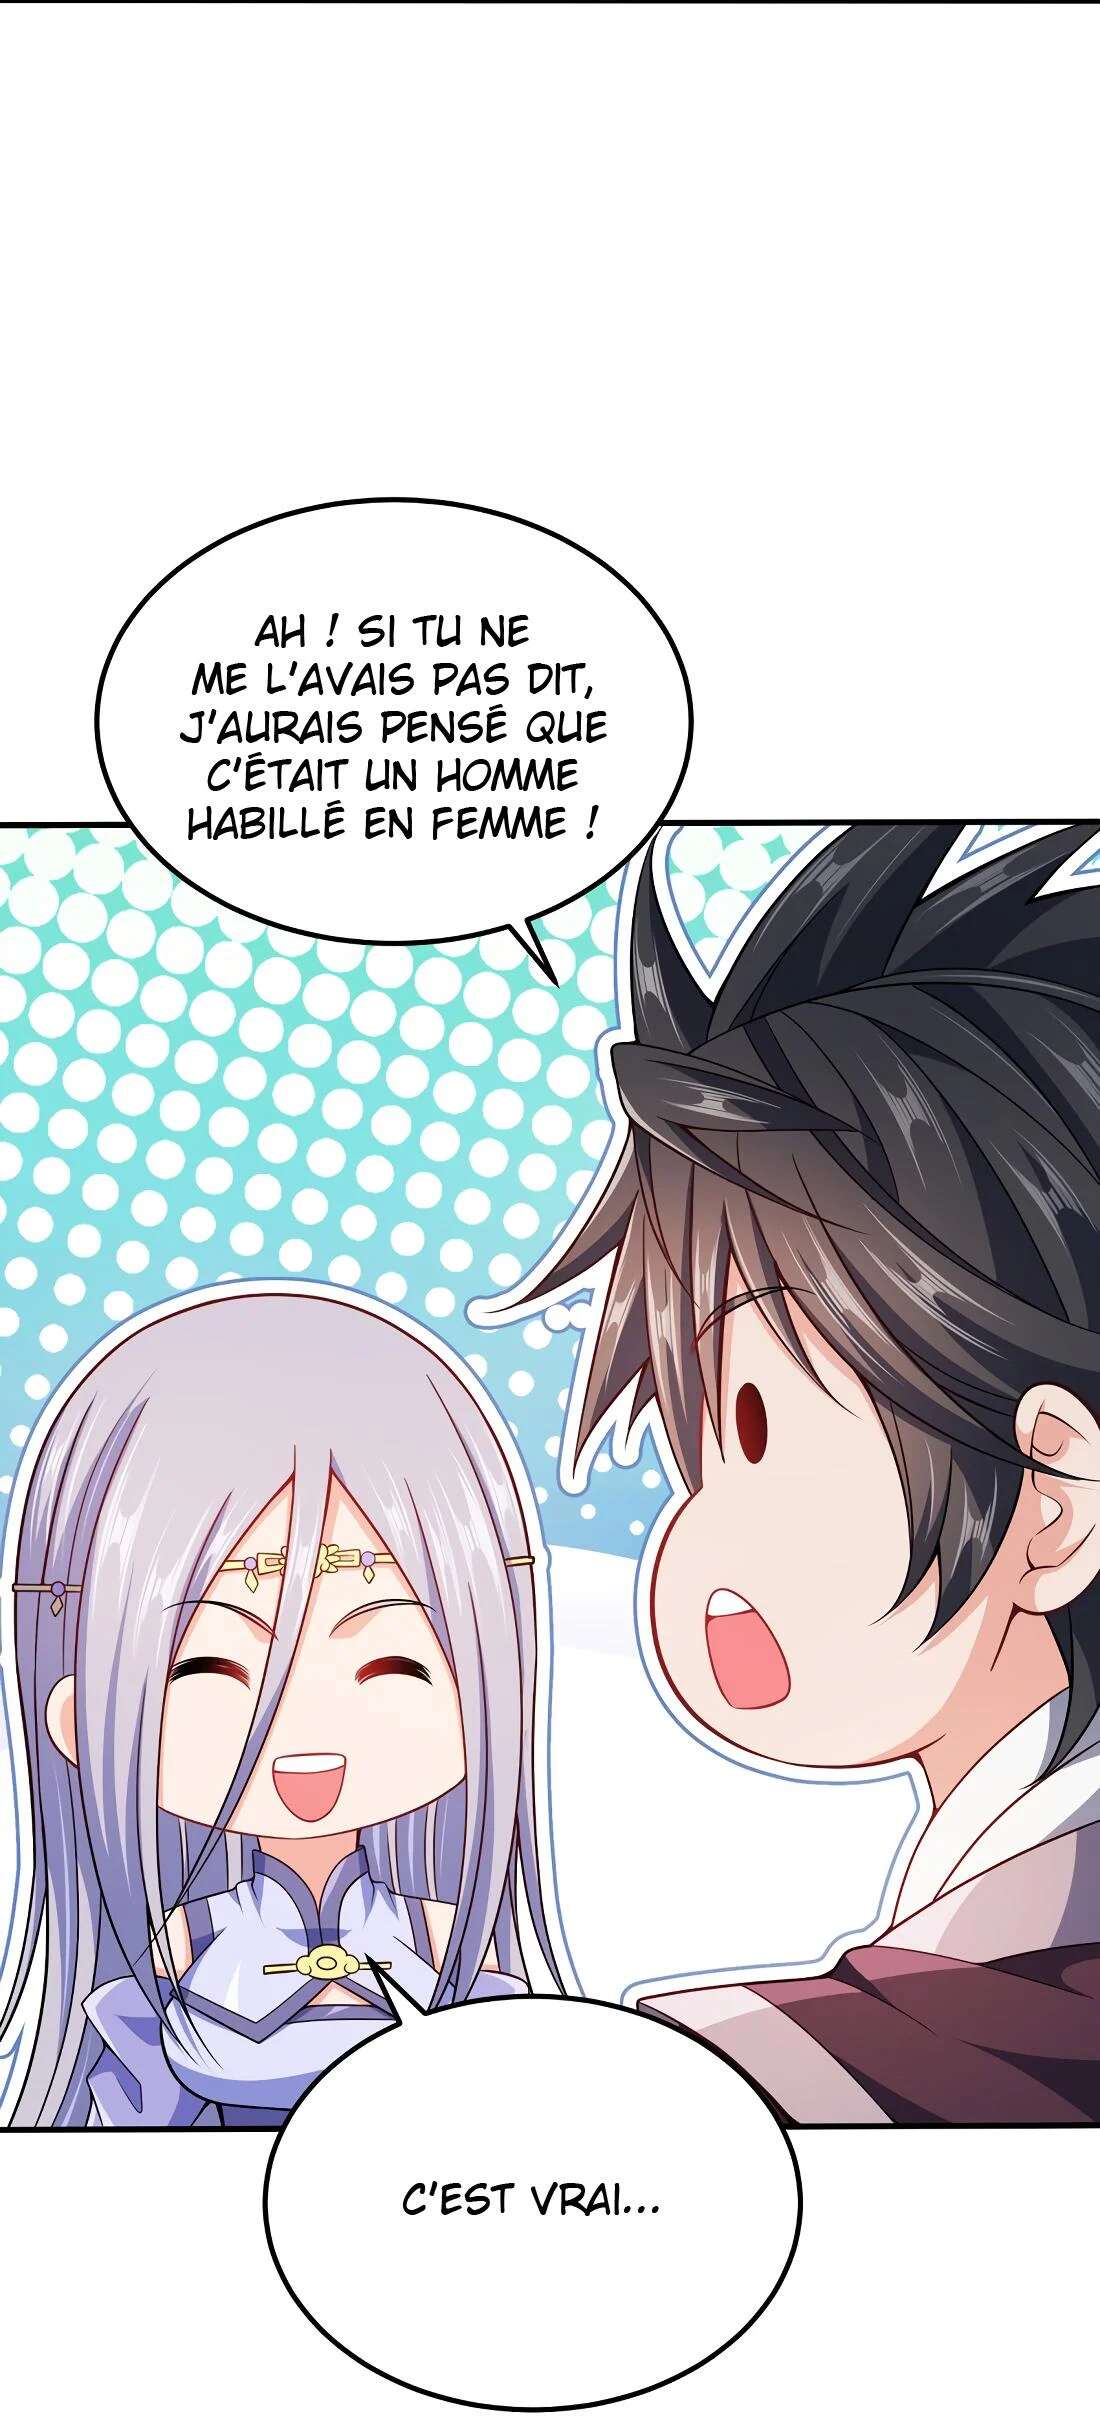 AH ! SI TU NE
ME L'AVAIS PAS DIT,
J'AURAIS PENSÉ QUE
C'ÉTAIT UN HOMME
HABILLÉ EN FEMME !
C'EST VRAI...